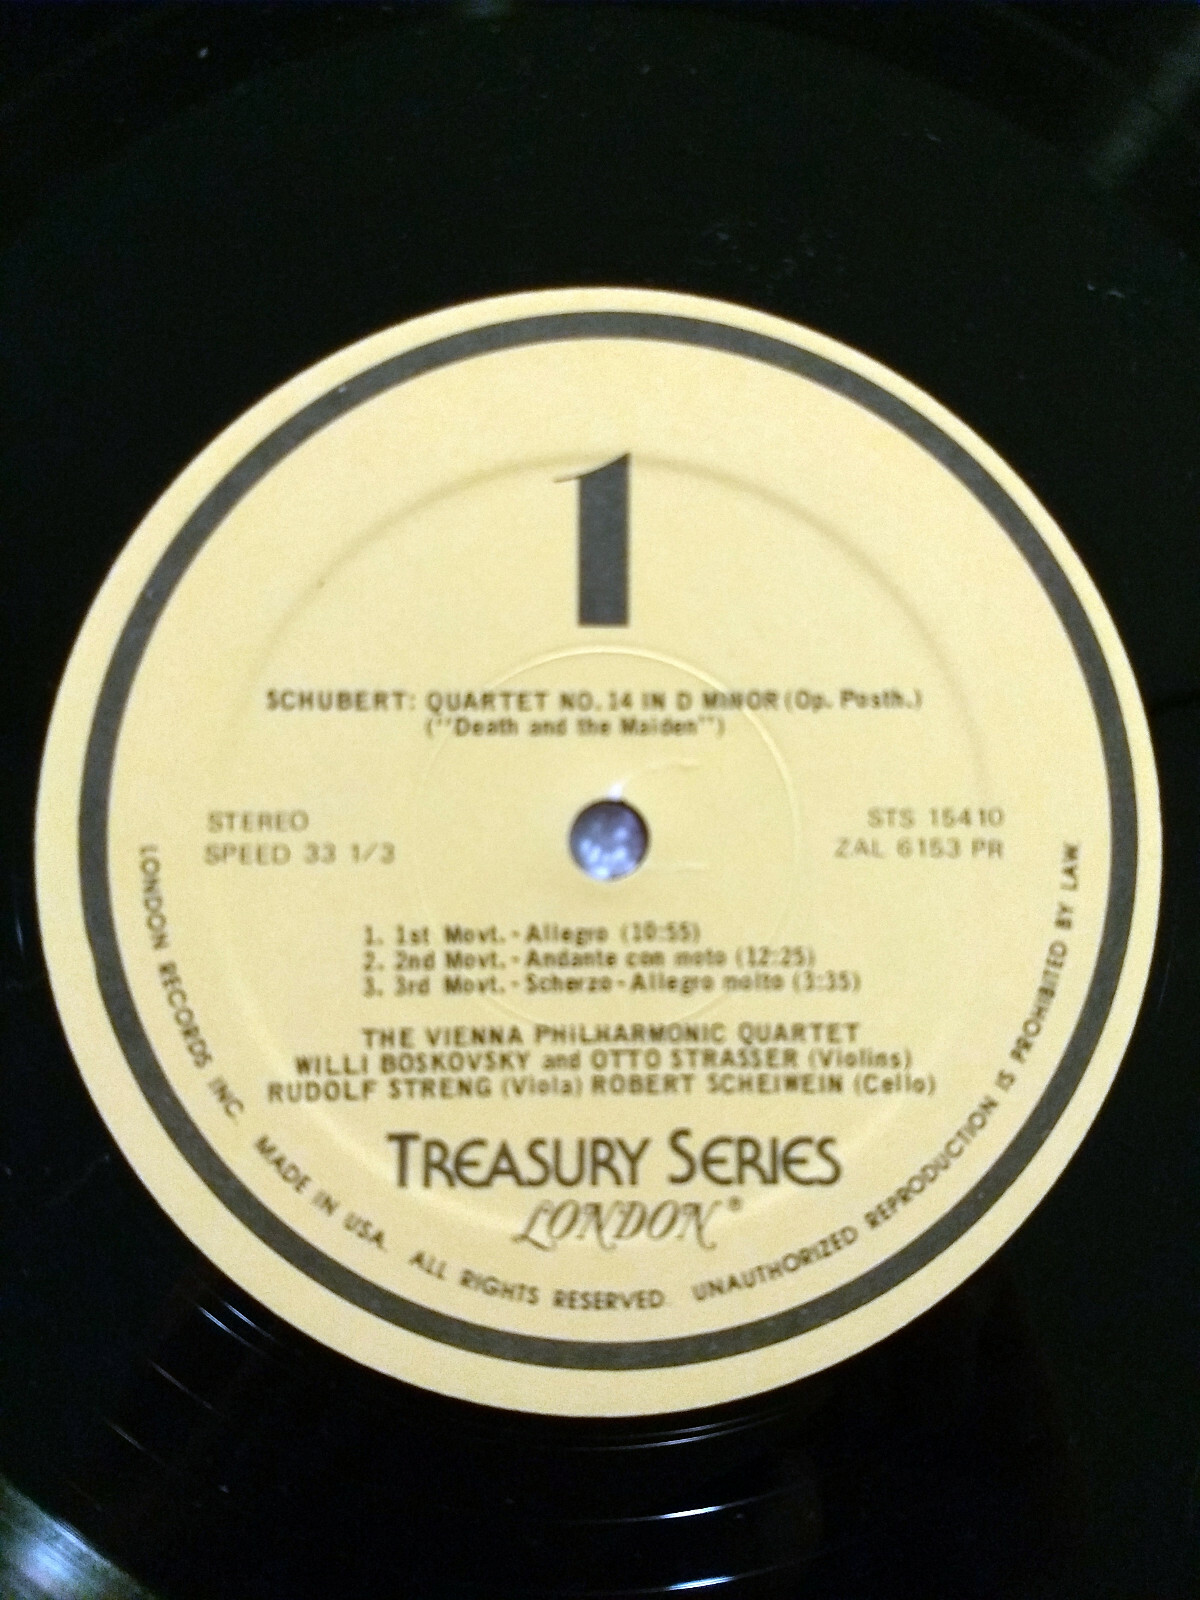 1
SCHUBERT: QUARTET NO. 14 IN D MINOR (Op. Posth.)
("Death and the Maiden")
STEREO
SPEED 33 1/3
STS 15410
ZAL 6153 PR
1. 1st Movt. - Allegro (10:55)
2. 2nd Movt. - Andante con moto (12:25)
3. 3rd Movt. - Scherzo - Allegro molto (3:35)
THE VIENNA PHILHARMONIC QUARTET
WILLI BOSKOVSKY and OTTO STRASSER (Violins)
RUDOLF STRENG (Viola) ROBERT SCHEIWEIN (Cello)
TREASURY SERIES
LONDON®
LONDON RECORDS INC. MADE IN USA. ALL RIGHTS RESERVED. UNAUTHORIZED REPRODUCTION IS PROHIBITED BY LAW.